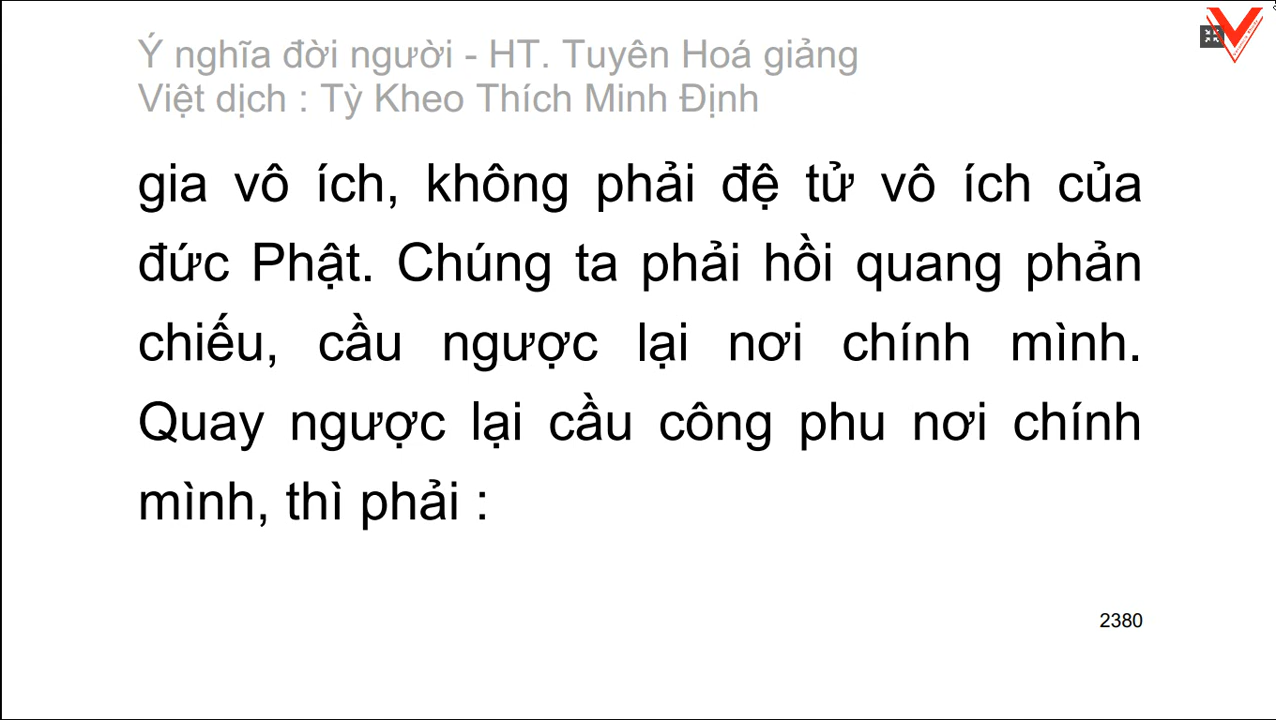 Ý nghĩa đời người - HT. Tuyên Hoá giảng
Việt dịch : Tỳ Kheo Thích Minh Định
gia vô ích, không phải đệ tử vô ích của
đức Phật. Chúng ta phải hồi quang phản
chiếu, cầu ngược lại nơi chính mình.
Quay ngược lại cầu công phu nơi chính
mình, thì phải :
2380